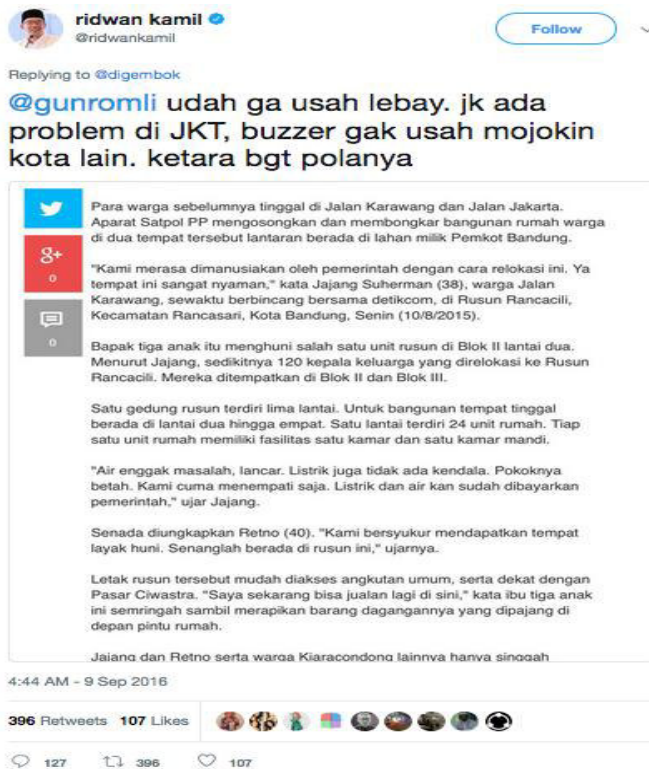 ridwan kamil
@ridwankamil
Follow
Replying to @digembok
@gunromli udah ga usah lebay. jk ada
problem di JKT, buzzer gak usah mojokin
kota lain. ketara bgt polanya
Para warga sebelumnya tinggal di Jalan Karawang dan Jalan Jakarta.
Aparat Satpol PP mengosongkan dan membongkar bangunan rumah warga
di dua tempat tersebut lantaran berada di lahan milik Pemkot Bandung.
8+
0
"Kami merasa dimanusiakan oleh pemerintah dengan cara relokasi ini. Ya
tempat ini sangat nyaman," kata Jajang Suherman (38), warga Jalan
Karawang, sewaktu berbincang bersama detikcom, di Rusun Rancacili,
Kecamatan Rancasari, Kota Bandung, Senin (10/8/2015).
0
Bapak tiga anak itu menghuni salah satu unit rusun di Blok II lantai dua.
Menurut Jajang, sedikitnya 120 kepala keluarga yang direlokasi ke Rusun
Rancacili. Mereka ditempatkan di Blok II dan Blok III.
Satu gedung rusun terdiri lima lantai. Untuk bangunan tempat tinggal
berada di lantai dua hingga empat. Satu lantai terdiri 24 unit rumah. Tiap
satu unit rumah memiliki fasilitas satu kamar dan satu kamar mandi.
"Air enggak masalah, lancar. Listrik juga tidak ada kendala. Pokoknya
betah. Kami cuma menempati saja. Listrik dan air kan sudah dibayarkan
pemerintah," ujar Jajang.
Senada diungkapkan Retno (40). "Kami bersyukur mendapatkan tempat
layak huni. Senanglah berada di rusun ini," ujarnya.
Letak rusun tersebut mudah diakses angkutan umum, serta dekat dengan
Pasar Ciwastra. "Saya sekarang bisa jualan lagi di sini," kata ibu tiga anak
ini semringah sambil merapikan barang dagangannya yang dipajang di
depan pintu rumah.
Jajang dan Retno serta warga Kiaracondong lainnya hanya singgah
4:44 AM - 9 Sep 2016
396 Retweets 107 Likes
127 396 107